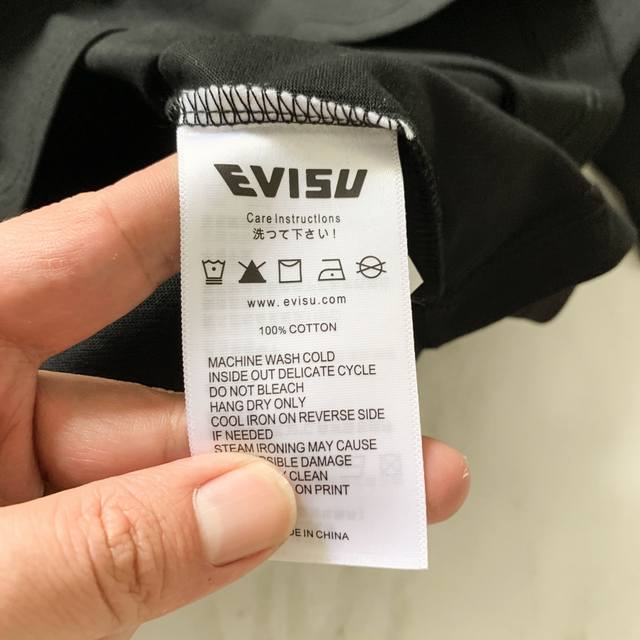 EVISU
Care Instructions
洗って下さい!
www.evisu.com
100% COTTON
MACHINE WASH COLD
INSIDE OUT DELICATE CYCLE
DO NOT BLEACH
HANG DRY ONLY
COOL IRON ON REVERSE SIDE
IF NEEDED
STEAM IRONING MAY CAUSE
DAMAGE
CLEAN
ON PRINT
IN CHINA